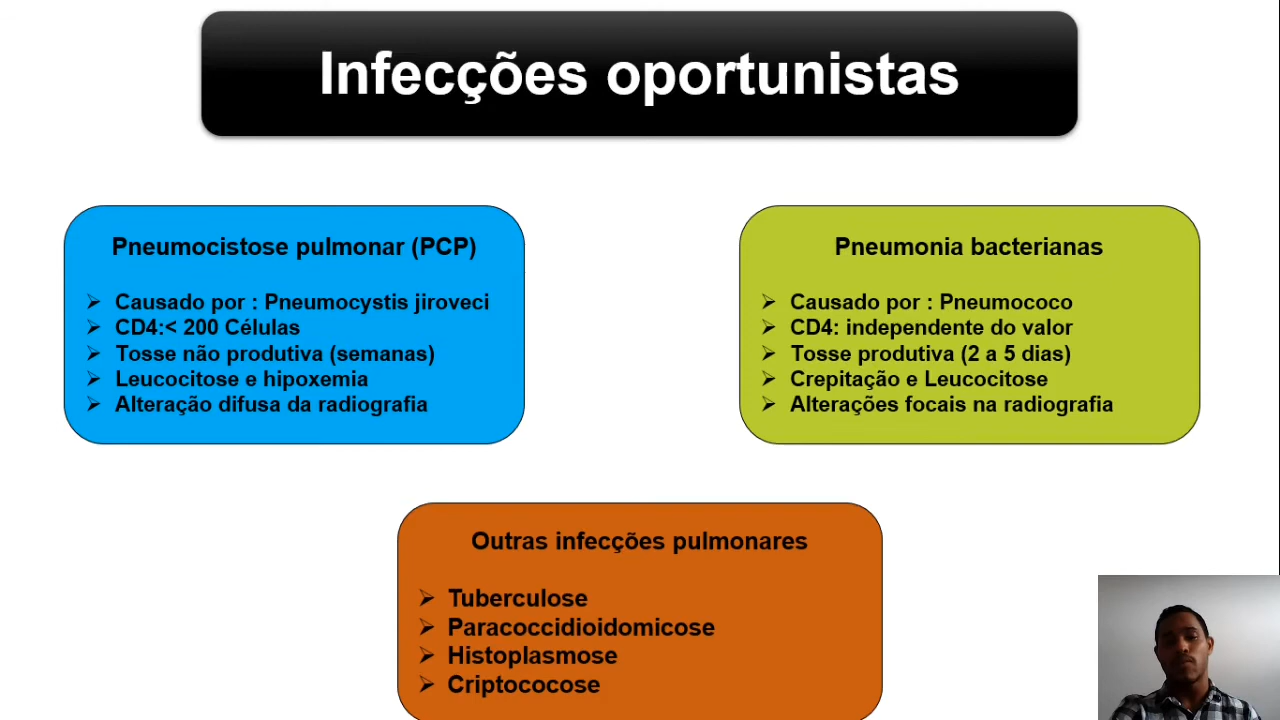 Infecções oportunistas
Pneumocistose pulmonar (PCP)
Causado por : Pneumocystis jiroveci
CD4:< 200 Células
Tosse não produtiva (semanas)
Leucocitose e hipoxemia
Alteração difusa da radiografia
Pneumonia bacterianas
Causado por : Pneumococo
CD4: independente do valor
Tosse produtiva (2 a 5 dias)
Crepitação e Leucocitose
Alterações focais na radiografia
Outras infecções pulmonares
Tuberculose
Paracoccidioidomicose
Histoplasmose
Criptococose